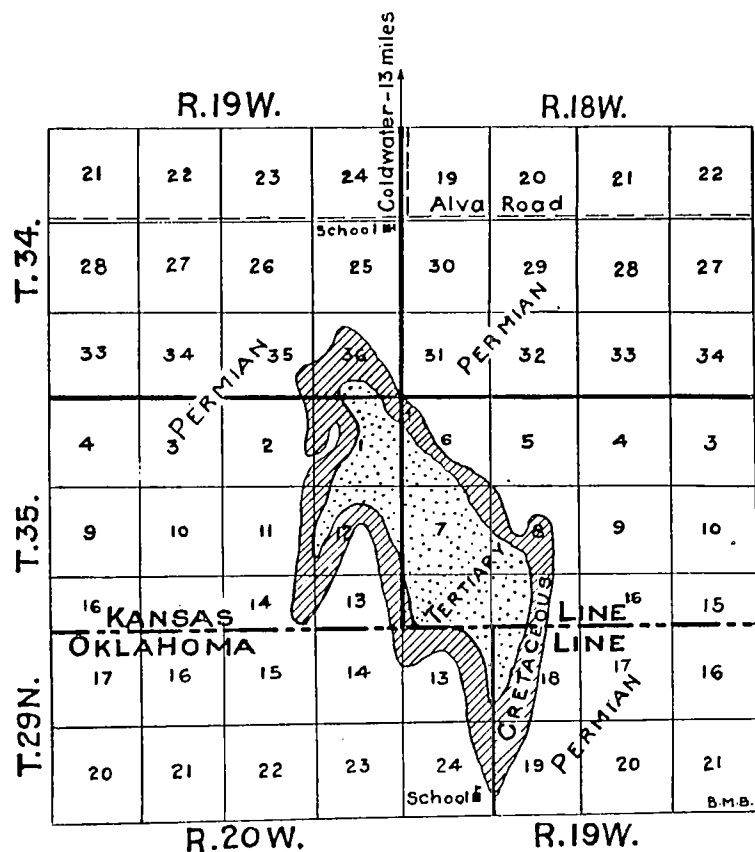 R.19W.
R.18W.
Coldwater-13 miles
21 22 23 24 19 20 21 22
Alva Road
T.34.
School
28 27 26 25 30 29 28 27
33 34 35 36 31 32 33 34
PERMIAN
PERMIAN
4 3 2 1 6 5 4 3
T.35.
9 10 11 12 7 8 9 10
TERTIARY
CRETACEOUS
16 14 13 16 15
KANSAS LINE
OKLAHOMA LINE
T.29N.
17 16 15 14 13 18 17 16
PERMIAN
20 21 22 23 24 19 20 21
School
B.M.B.
R.20W.
R.19W.